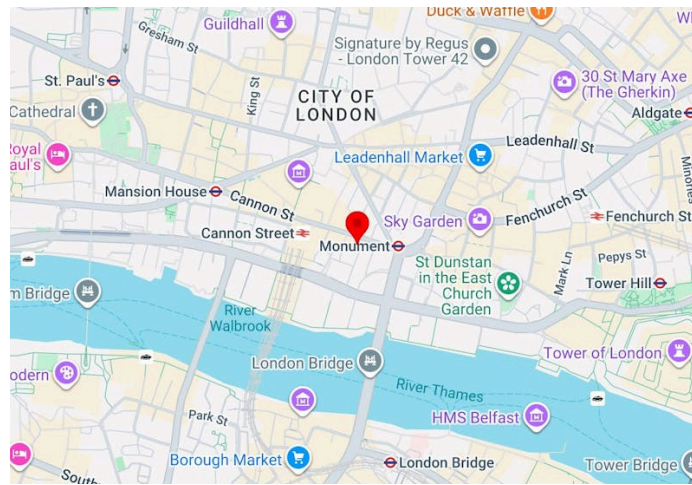 Guildhall
Duck & Waffle
Gresham St
Signature by Regus
- London Tower 42
St. Paul's
King St
CITY OF
LONDON
30 St Mary Axe
(The Gherkin)
Cathedral
Aldgate
Leadenhall St
Royal
aul's
Leadenhall Market
Minories
Mansion House
Cannon St
Sky Garden
Fenchurch St
Fenchurch St
Cannon Street
Monument
St Dunstan
in the East
Church
Garden
Mark Ln
Pepys St
Tower Hill
m Bridge
River
Walbrook
London Bridge
Tower of London
odern
River Thames
Park St
HMS Belfast
Borough Market
London Bridge
Tower Bridge
South